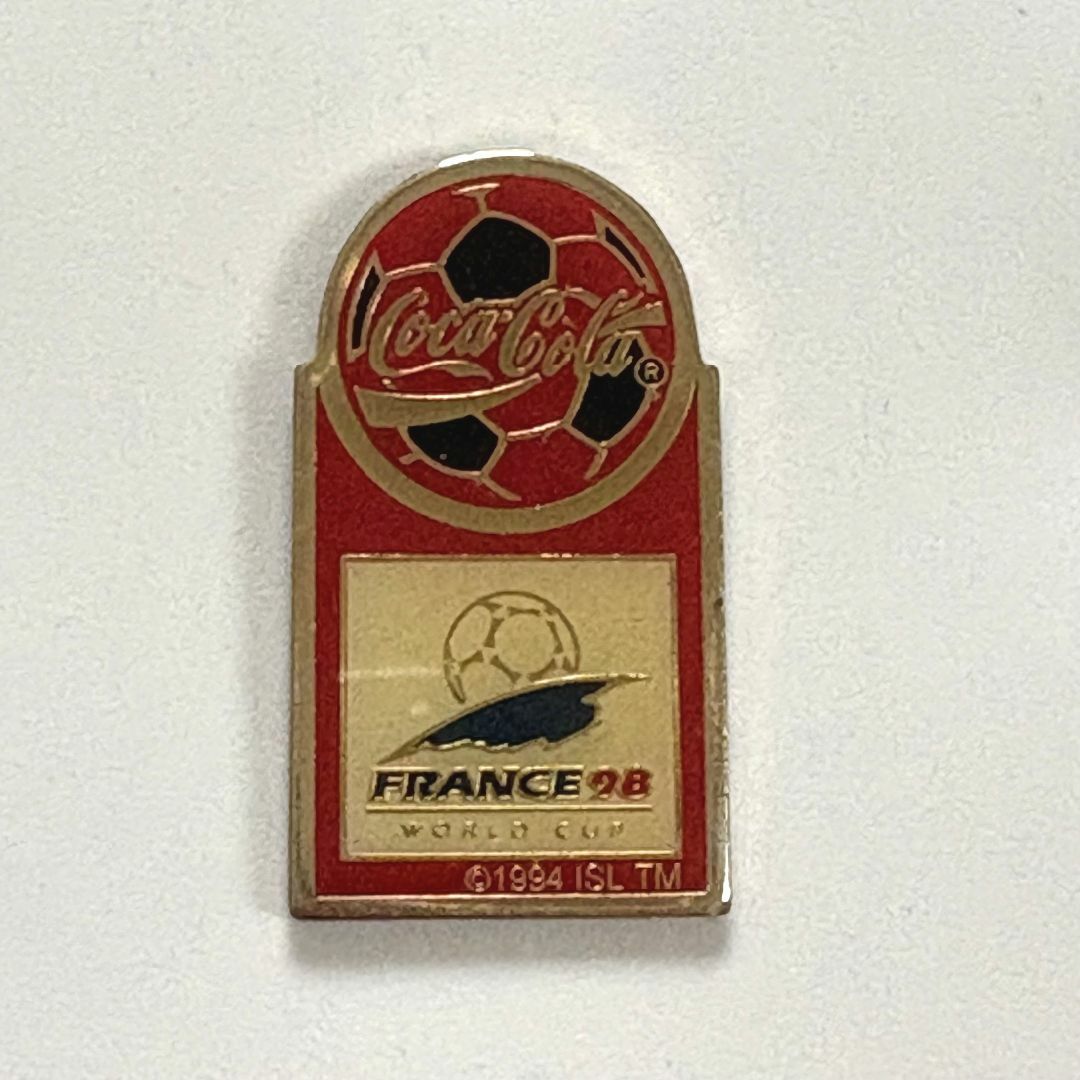 Coca-Cola ®
FRANCE 98
WORLD CUP
©1994 ISL TM